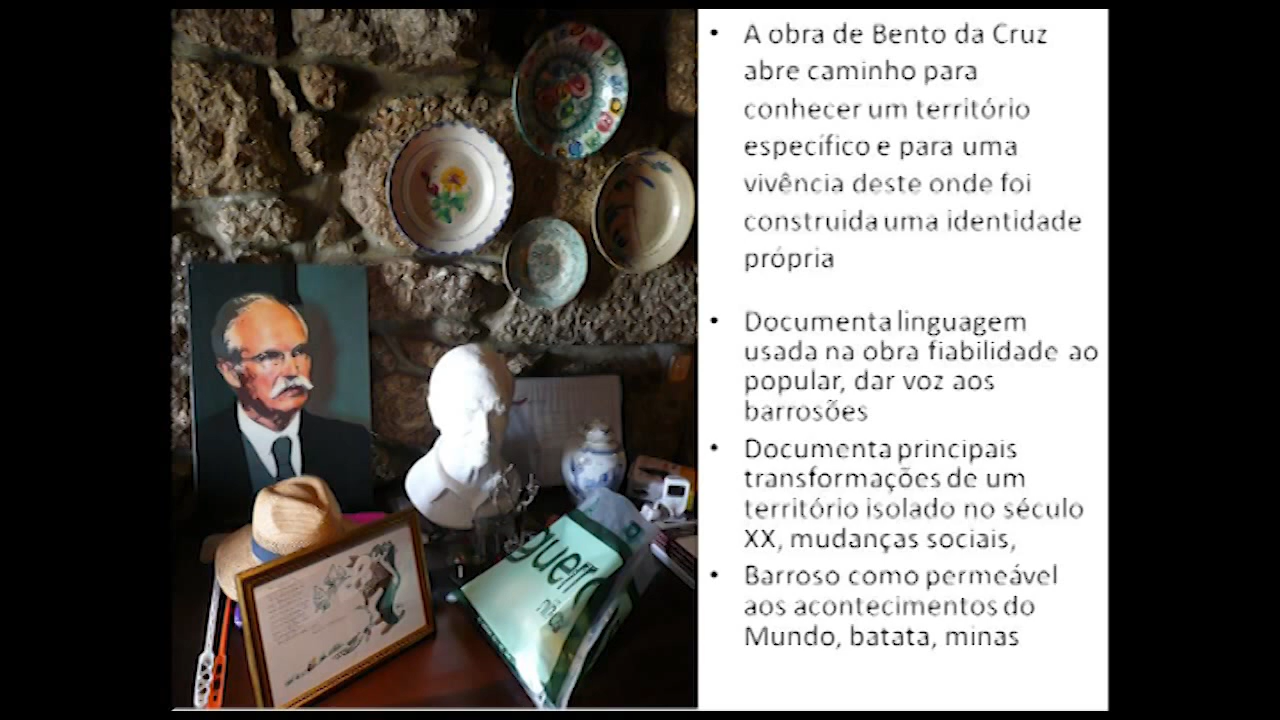 • A obra de Bento da Cruz
abre caminho para
conhecer um território
específico e para uma
vivência deste onde foi
construida uma identidade
própria
• Documenta linguagem
usada na obra fiabilidade ao
popular, dar voz aos
barrosões
• Documenta principais
transformações de um
território isolado no século
XX, mudanças sociais,
• Barroso como permeável
aos acontecimentos do
Mundo, batata, minas